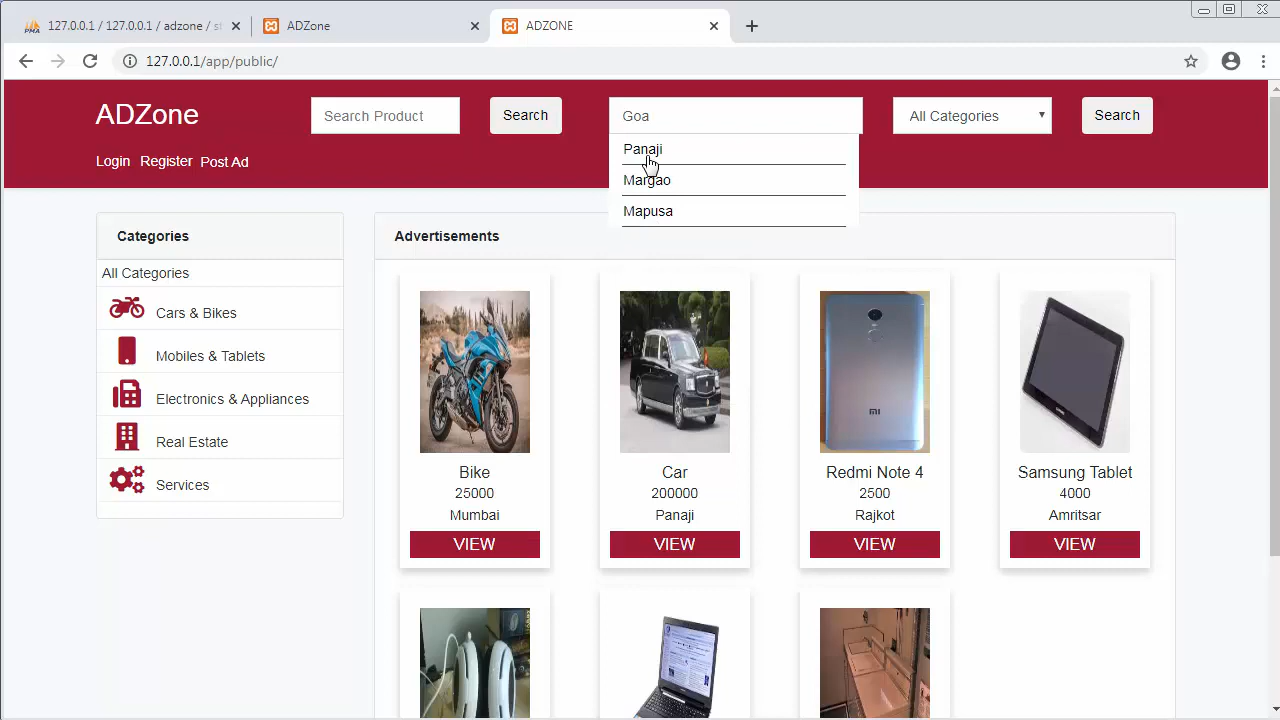 127.0.0.1 / 127.0.0.1 / adzone / s
ADZone
ADZONE
127.0.0.1/app/public/
ADZone
Search Product
Search
Goa
All Categories
Search
Panaji
Margao
Mapusa
Login
Register
Post Ad
Categories
All Categories
Cars & Bikes
Mobiles & Tablets
Electronics & Appliances
Real Estate
Services
Advertisements
Bike
25000
Mumbai
VIEW
Car
200000
Panaji
VIEW
Redmi Note 4
2500
Rajkot
VIEW
Samsung Tablet
4000
Amritsar
VIEW